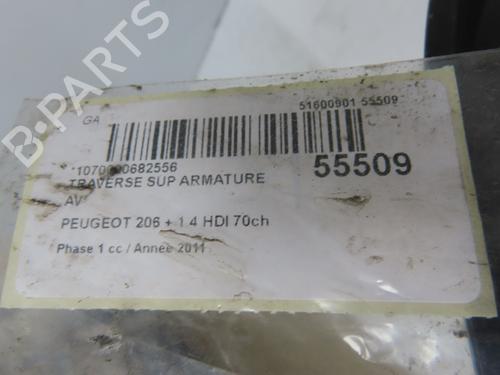 B-PARTS
GA
51600901 55509
1070000682556
55509
TRAVERSE SUP ARMATURE
AV
PEUGEOT 206 + 1.4 HDI 70ch
Phase 1 cc / Année 2011